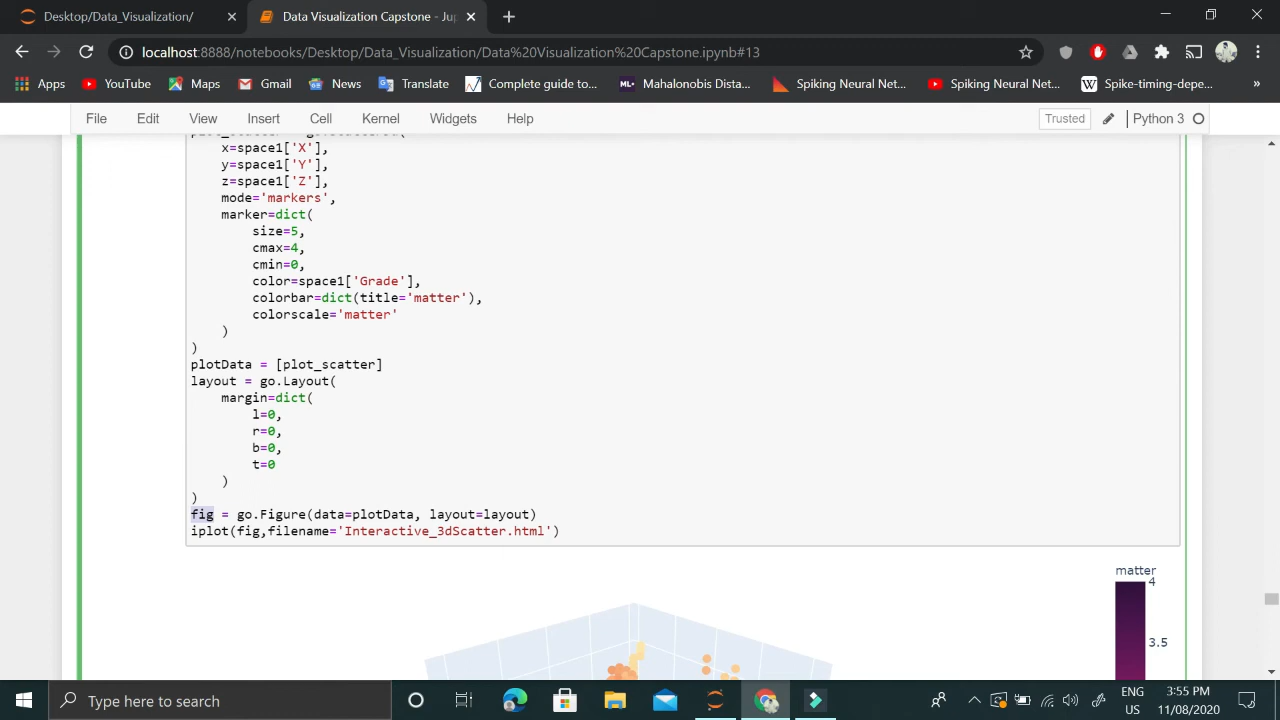 Desktop/Data_Visualization/
Data Visualization Capstone - Jup
localhost:8888/notebooks/Desktop/Data_Visualization/Data%20Visualization%20Capstone.ipynb#13
Apps
YouTube
Maps
Gmail
News
Translate
Complete guide to...
ML+
Mahalonobis Dista...
Spiking Neural Net...
Spiking Neural Net...
W
Spike-timing-depe...
»
File
Edit
View
Insert
Cell
Kernel
Widgets
Help
Trusted
Python 3
x=space1['X'],
y=space1['Y'],
z=space1['Z'],
mode='markers',
marker=dict(
size=5,
cmax=4,
cmin=0,
color=space1['Grade'],
colorbar=dict(title='matter'),
colorscale='matter'
)
)
plotData = [plot_scatter]
layout = go.Layout(
margin=dict(
l=0,
r=0,
b=0,
t=0
)
)
fig = go.Figure(data=plotData, layout=layout)
iplot(fig,filename='Interactive_3dScatter.html')
matter
4
3.5
Type here to search
ENG
US
3:55 PM
11/08/2020